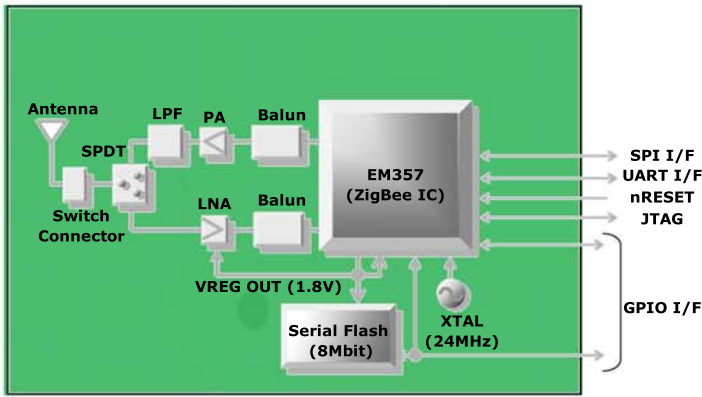 Antenna
LPF
PA
Balun
SPDT
EM357
(ZigBee IC)
SPI I/F
UART I/F
nRESET
JTAG
LNA
Balun
Switch
Connector
VREG OUT (1.8V)
GPIO I/F
Serial Flash
(8Mbit)
XTAL
(24MHz)